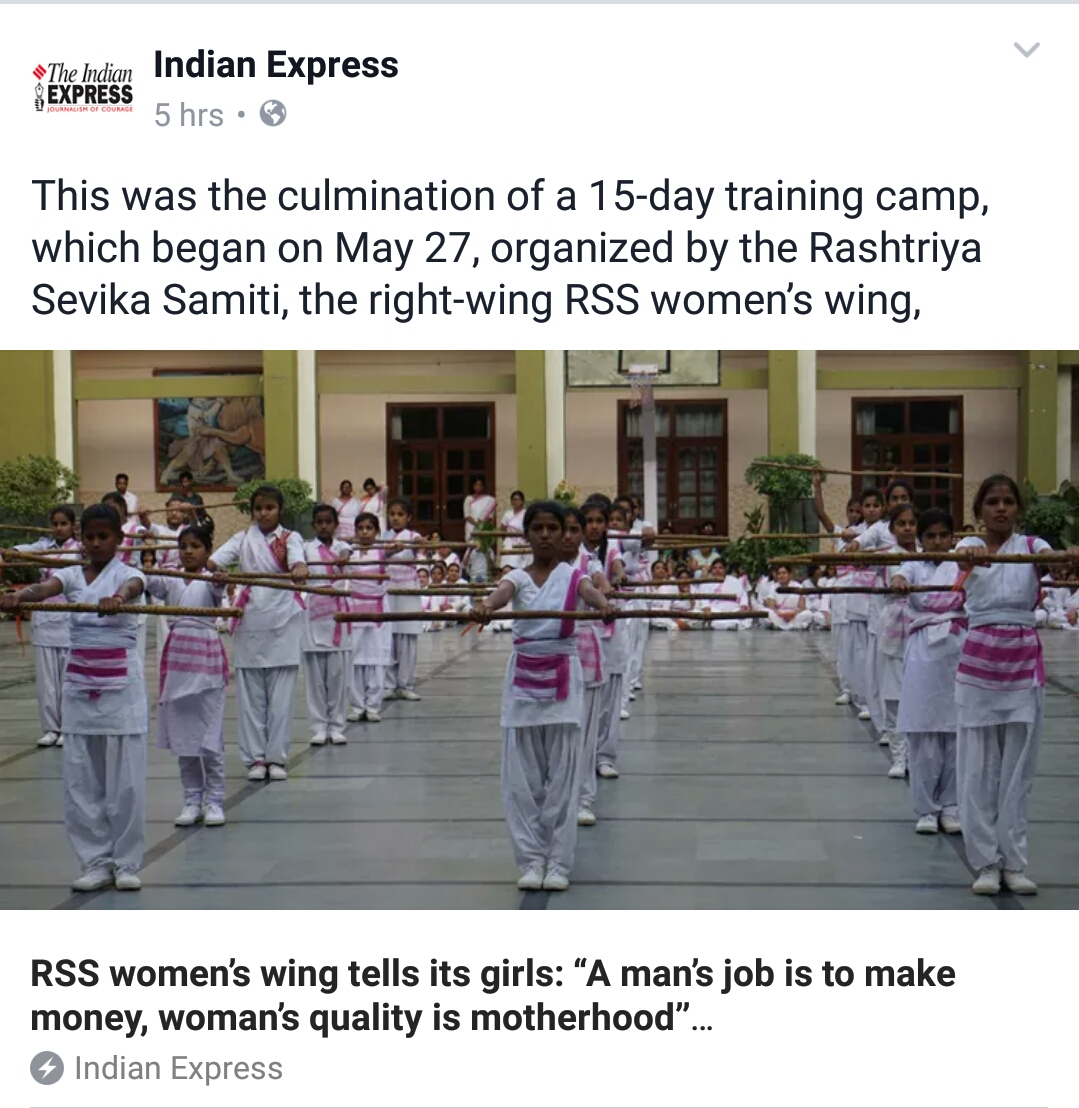 The Indian
EXPRESS
JOURNALISM OF COURAGE
Indian Express
5 hrs •
This was the culmination of a 15-day training camp,
which began on May 27, organized by the Rashtriya
Sevika Samiti, the right-wing RSS women’s wing,
RSS women’s wing tells its girls: “A man’s job is to make
money, woman’s quality is motherhood”...
Indian Express